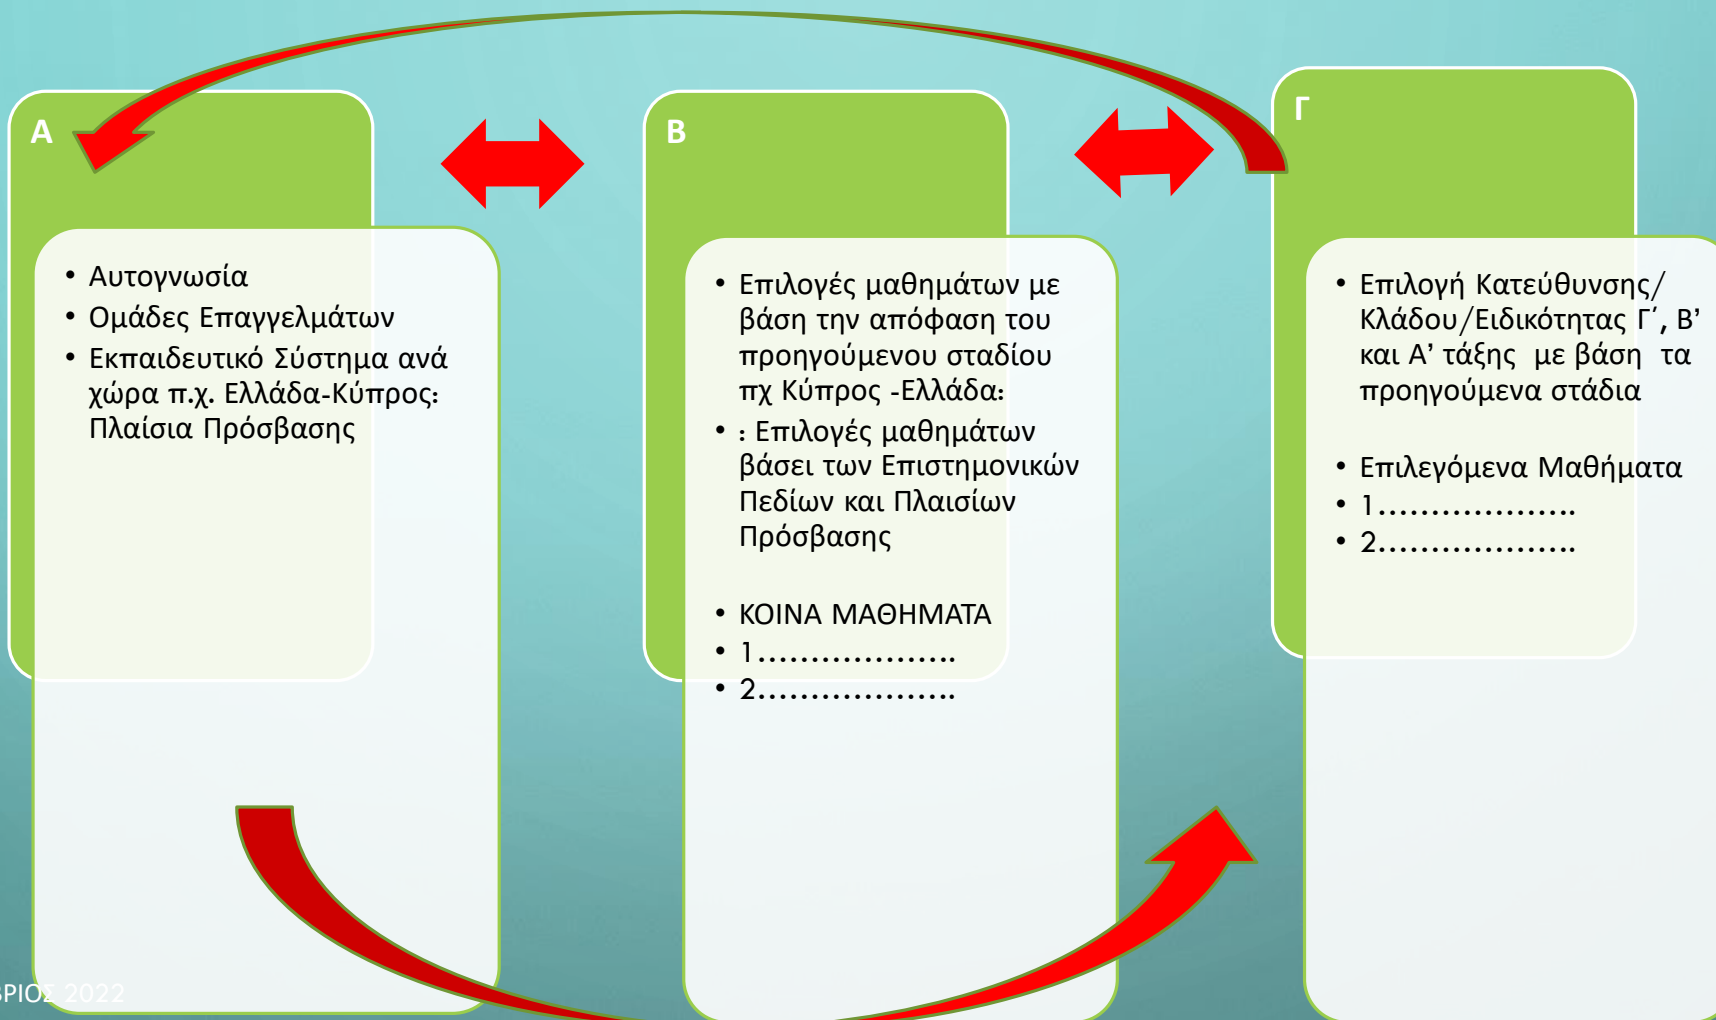 Α
• Αυτογνωσία
• Ομάδες Επαγγελμάτων
• Εκπαιδευτικό Σύστημα ανά
χώρα π.χ. Ελλάδα-Κύπρος:
Πλαίσια Πρόσβασης
Β
• Επιλογές μαθημάτων με
βάση την απόφαση του
προηγούμενου σταδίου
πχ Κύπρος -Ελλάδα:
• : Επιλογές μαθημάτων
βάσει των Επιστημονικών
Πεδίων και Πλαισίων
Πρόσβασης
• ΚΟΙΝΑ ΜΑΘΗΜΑΤΑ
• 1...................
• 2...................
Γ
• Επιλογή Κατεύθυνσης/
Κλάδου/Ειδικότητας Γ΄, Β’
και Α’ τάξης με βάση τα
προηγούμενα στάδια
• Επιλεγόμενα Μαθήματα
• 1...................
• 2...................
2022